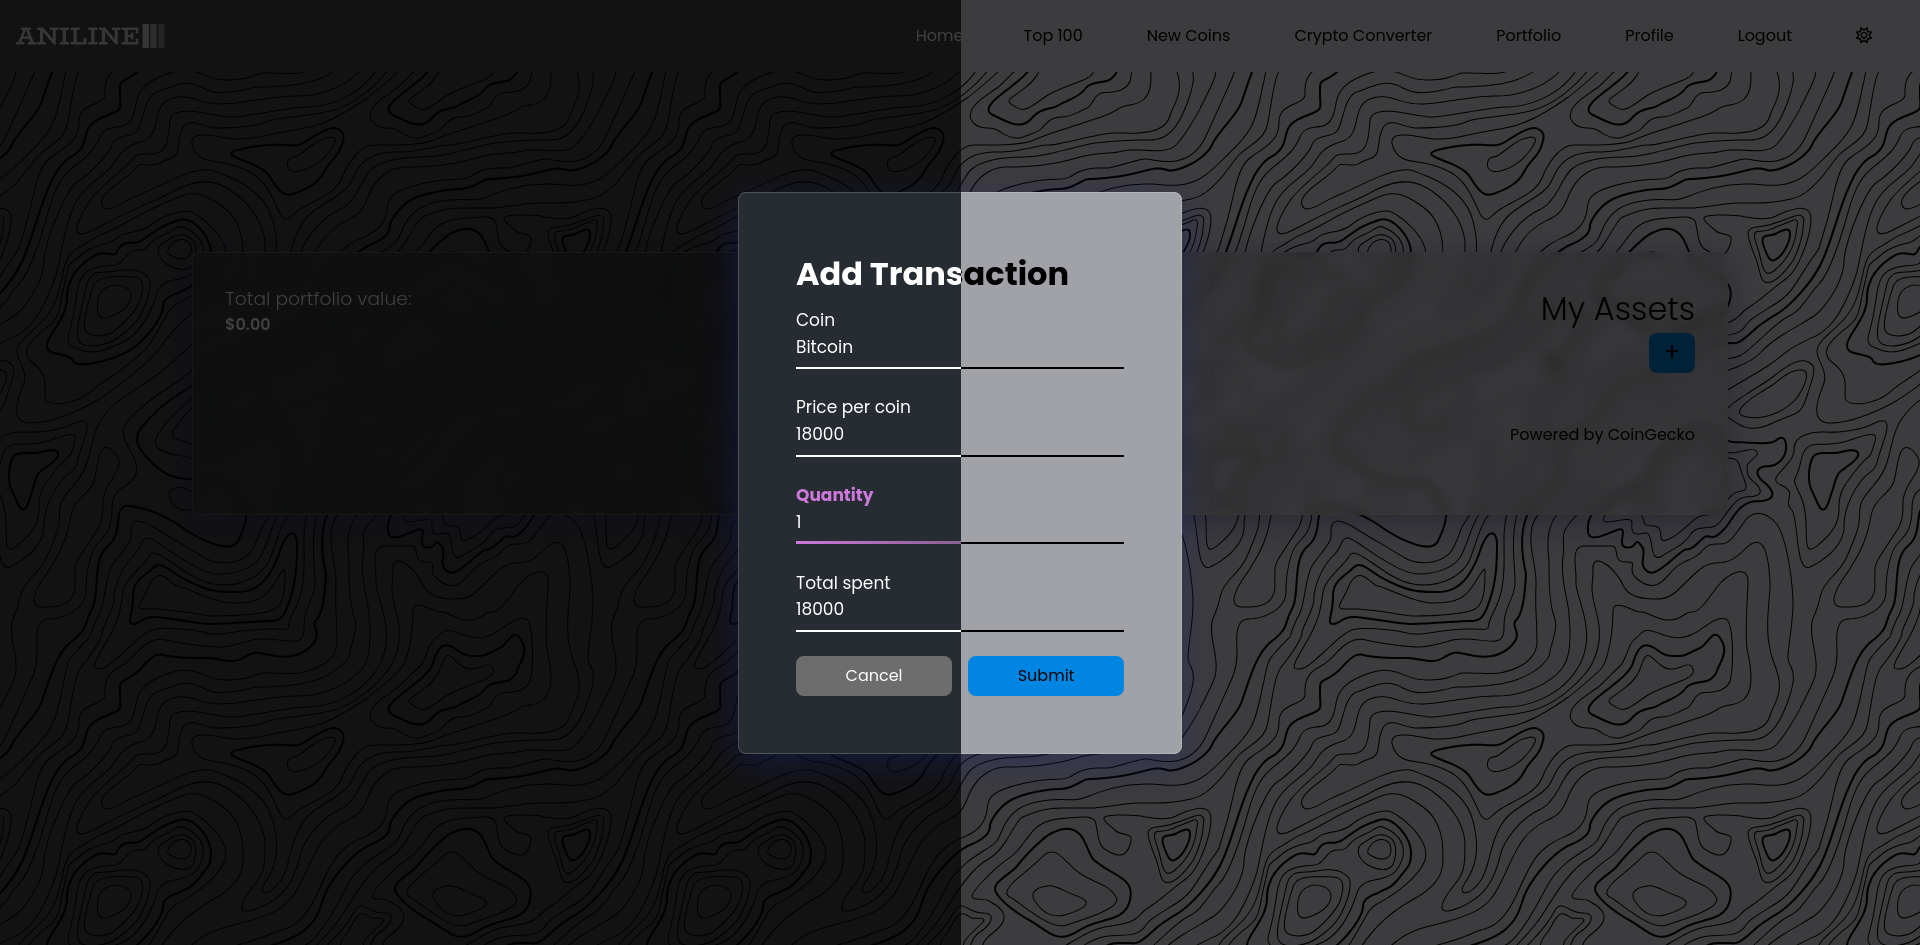 ANILINE
Home Top 100 New Coins Crypto Converter Portfolio Profile Logout
Total portfolio value:
$0.00
My Assets
+
Powered by CoinGecko
Add Transaction
Coin
Bitcoin
Price per coin
18000
Quantity
1
Total spent
18000
Cancel Submit